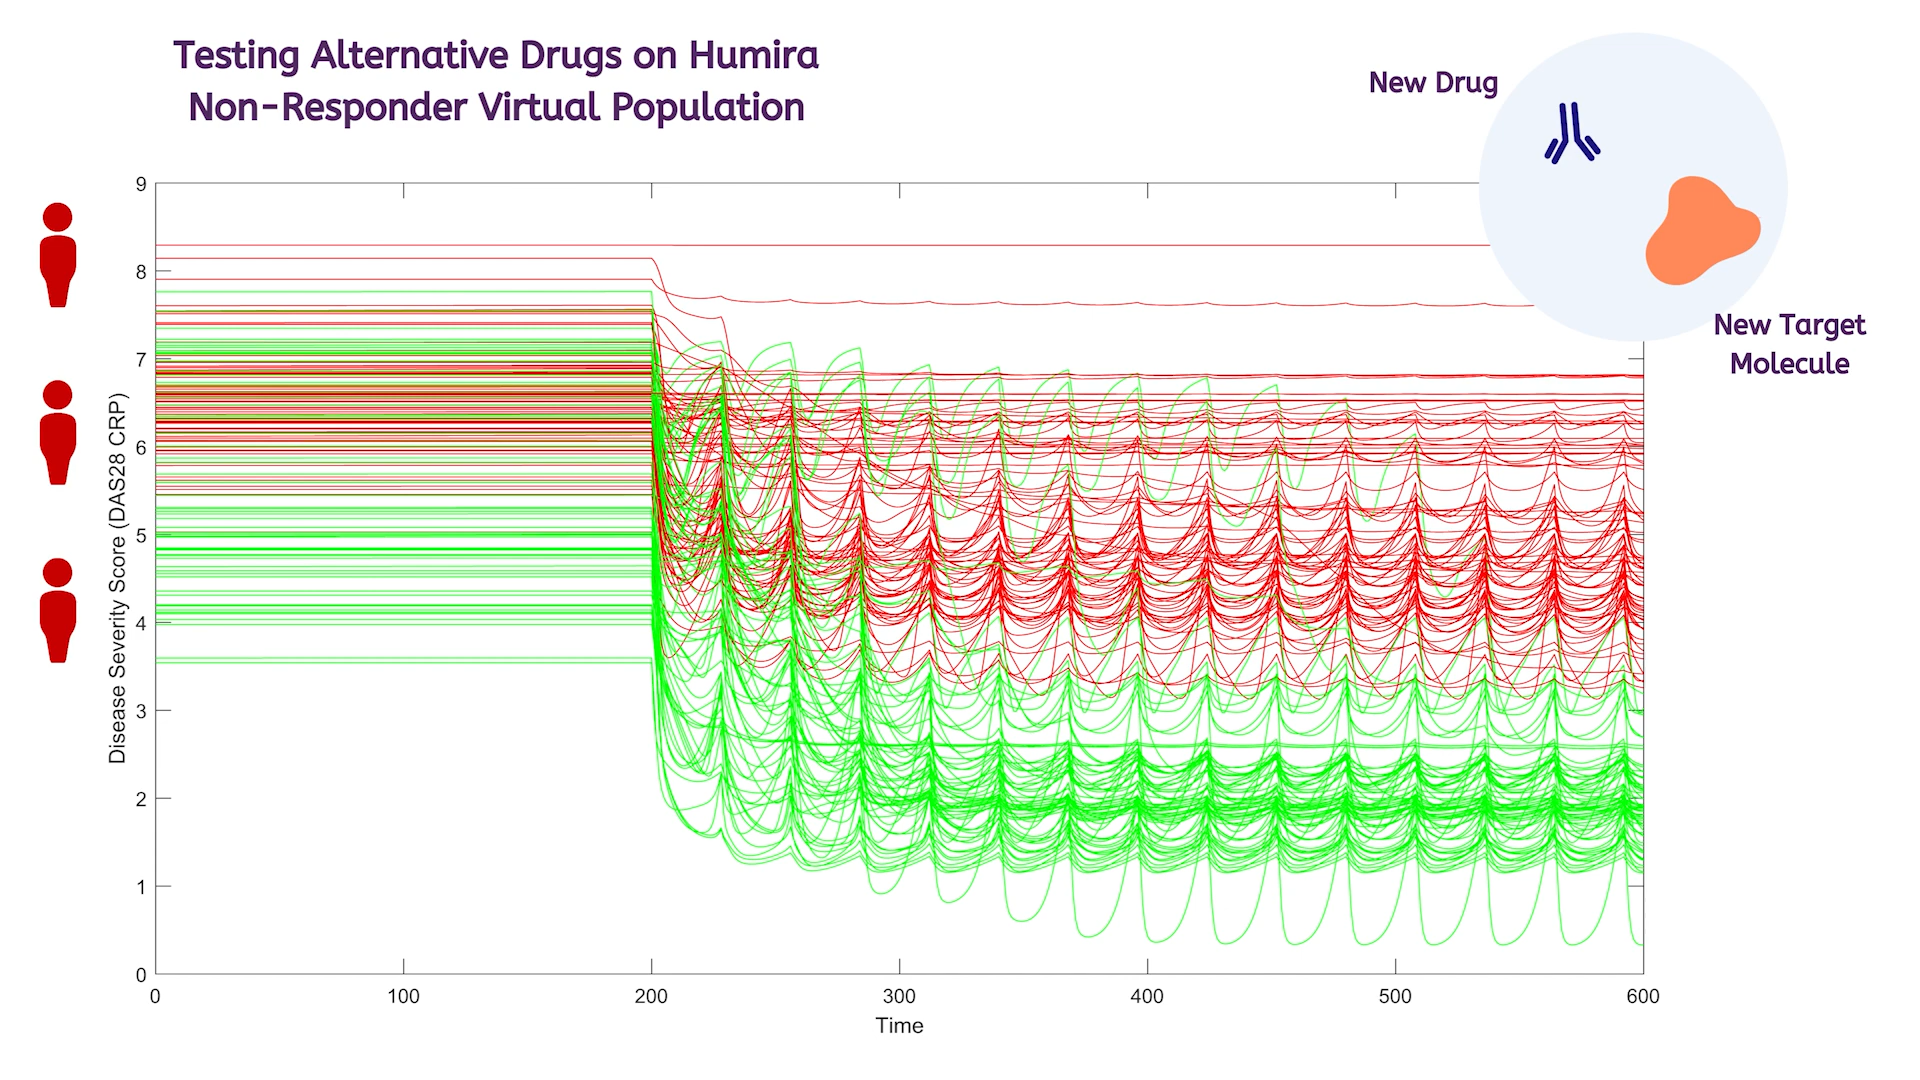 Testing Alternative Drugs on Humira
Non-Responder Virtual Population
New Drug
New Target
Molecule
Disease Severity Score (DAS28 CRP)
9
8
7
6
5
4
3
2
1
0
0
100
200
300
400
500
600
Time